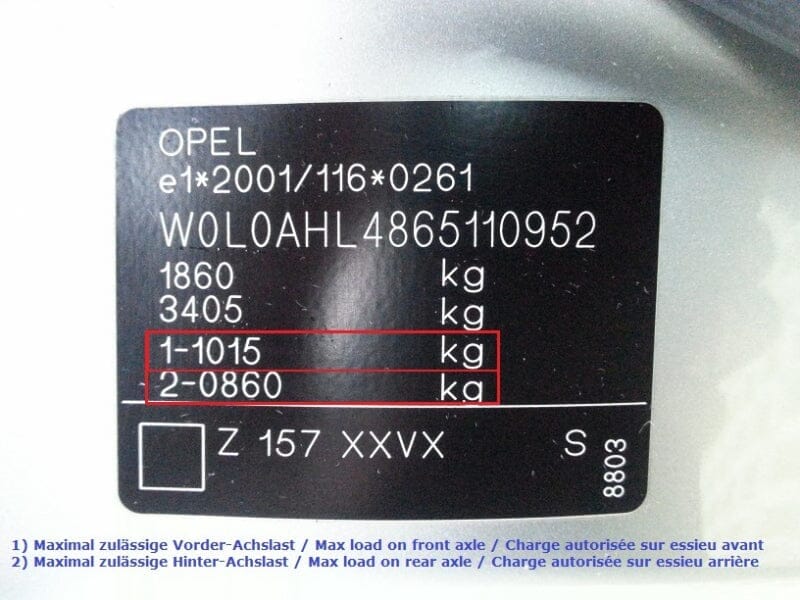 OPEL
e1*2001/116*0261
W0L0AHL4865110952
1860 kg
3405 kg
1-1015 kg
2-0860 kg
Z 157 XXVX S
8803
1) Maximal zulässige Vorder-Achslast / Max load on front axle / Charge autorisée sur essieu avant
2) Maximal zulässige Hinter-Achslast / Max load on rear axle / Charge autorisée sur essieu arrière